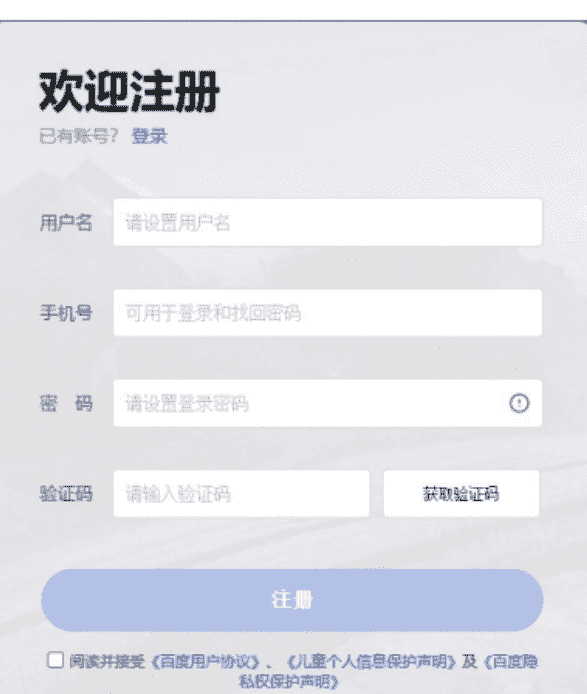 欢迎注册
已有账号? 登录
用户名 请设置用户名
手机号 可用于登录和找回密码
密 码 请设置登录密码
验证码 请输入验证码 获取验证码
注册
阅读并接受《百度用户协议》、《儿童个人信息保护声明》及《百度隐
私权保护声明》